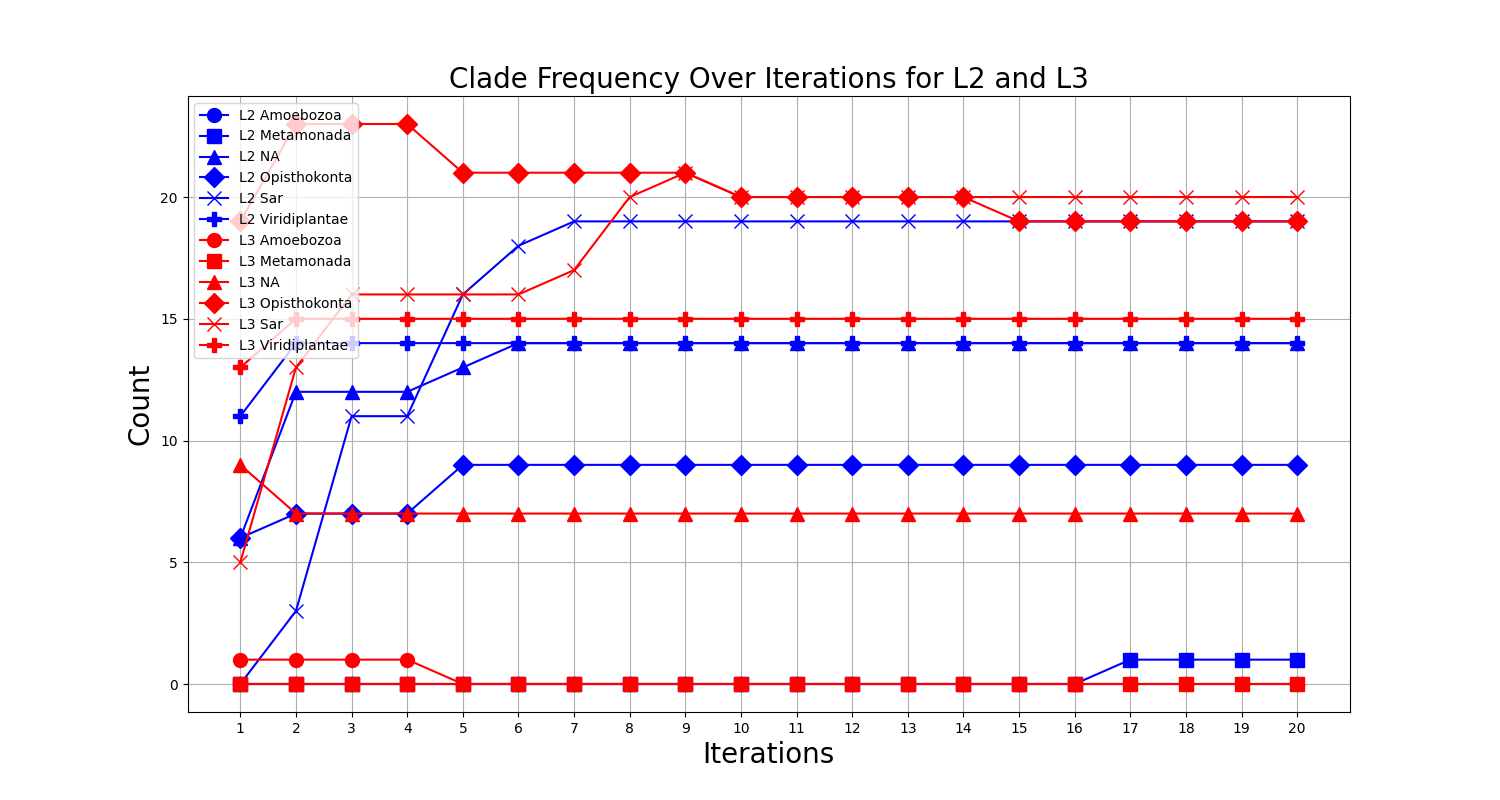 Clade Frequency Over Iterations for L2 and L3
L2 Amoebozoa
L2 Metamonada
L2 NA
L2 Opisthokonta
L2 Sar
L2 Viridiplantae
L3 Amoebozoa
L3 Metamonada
L3 NA
L3 Opisthokonta
L3 Sar
L3 Viridiplantae
Count
20
15
10
5
0
1 2 3 4 5 6 7 8 9 10 11 12 13 14 15 16 17 18 19 20
Iterations